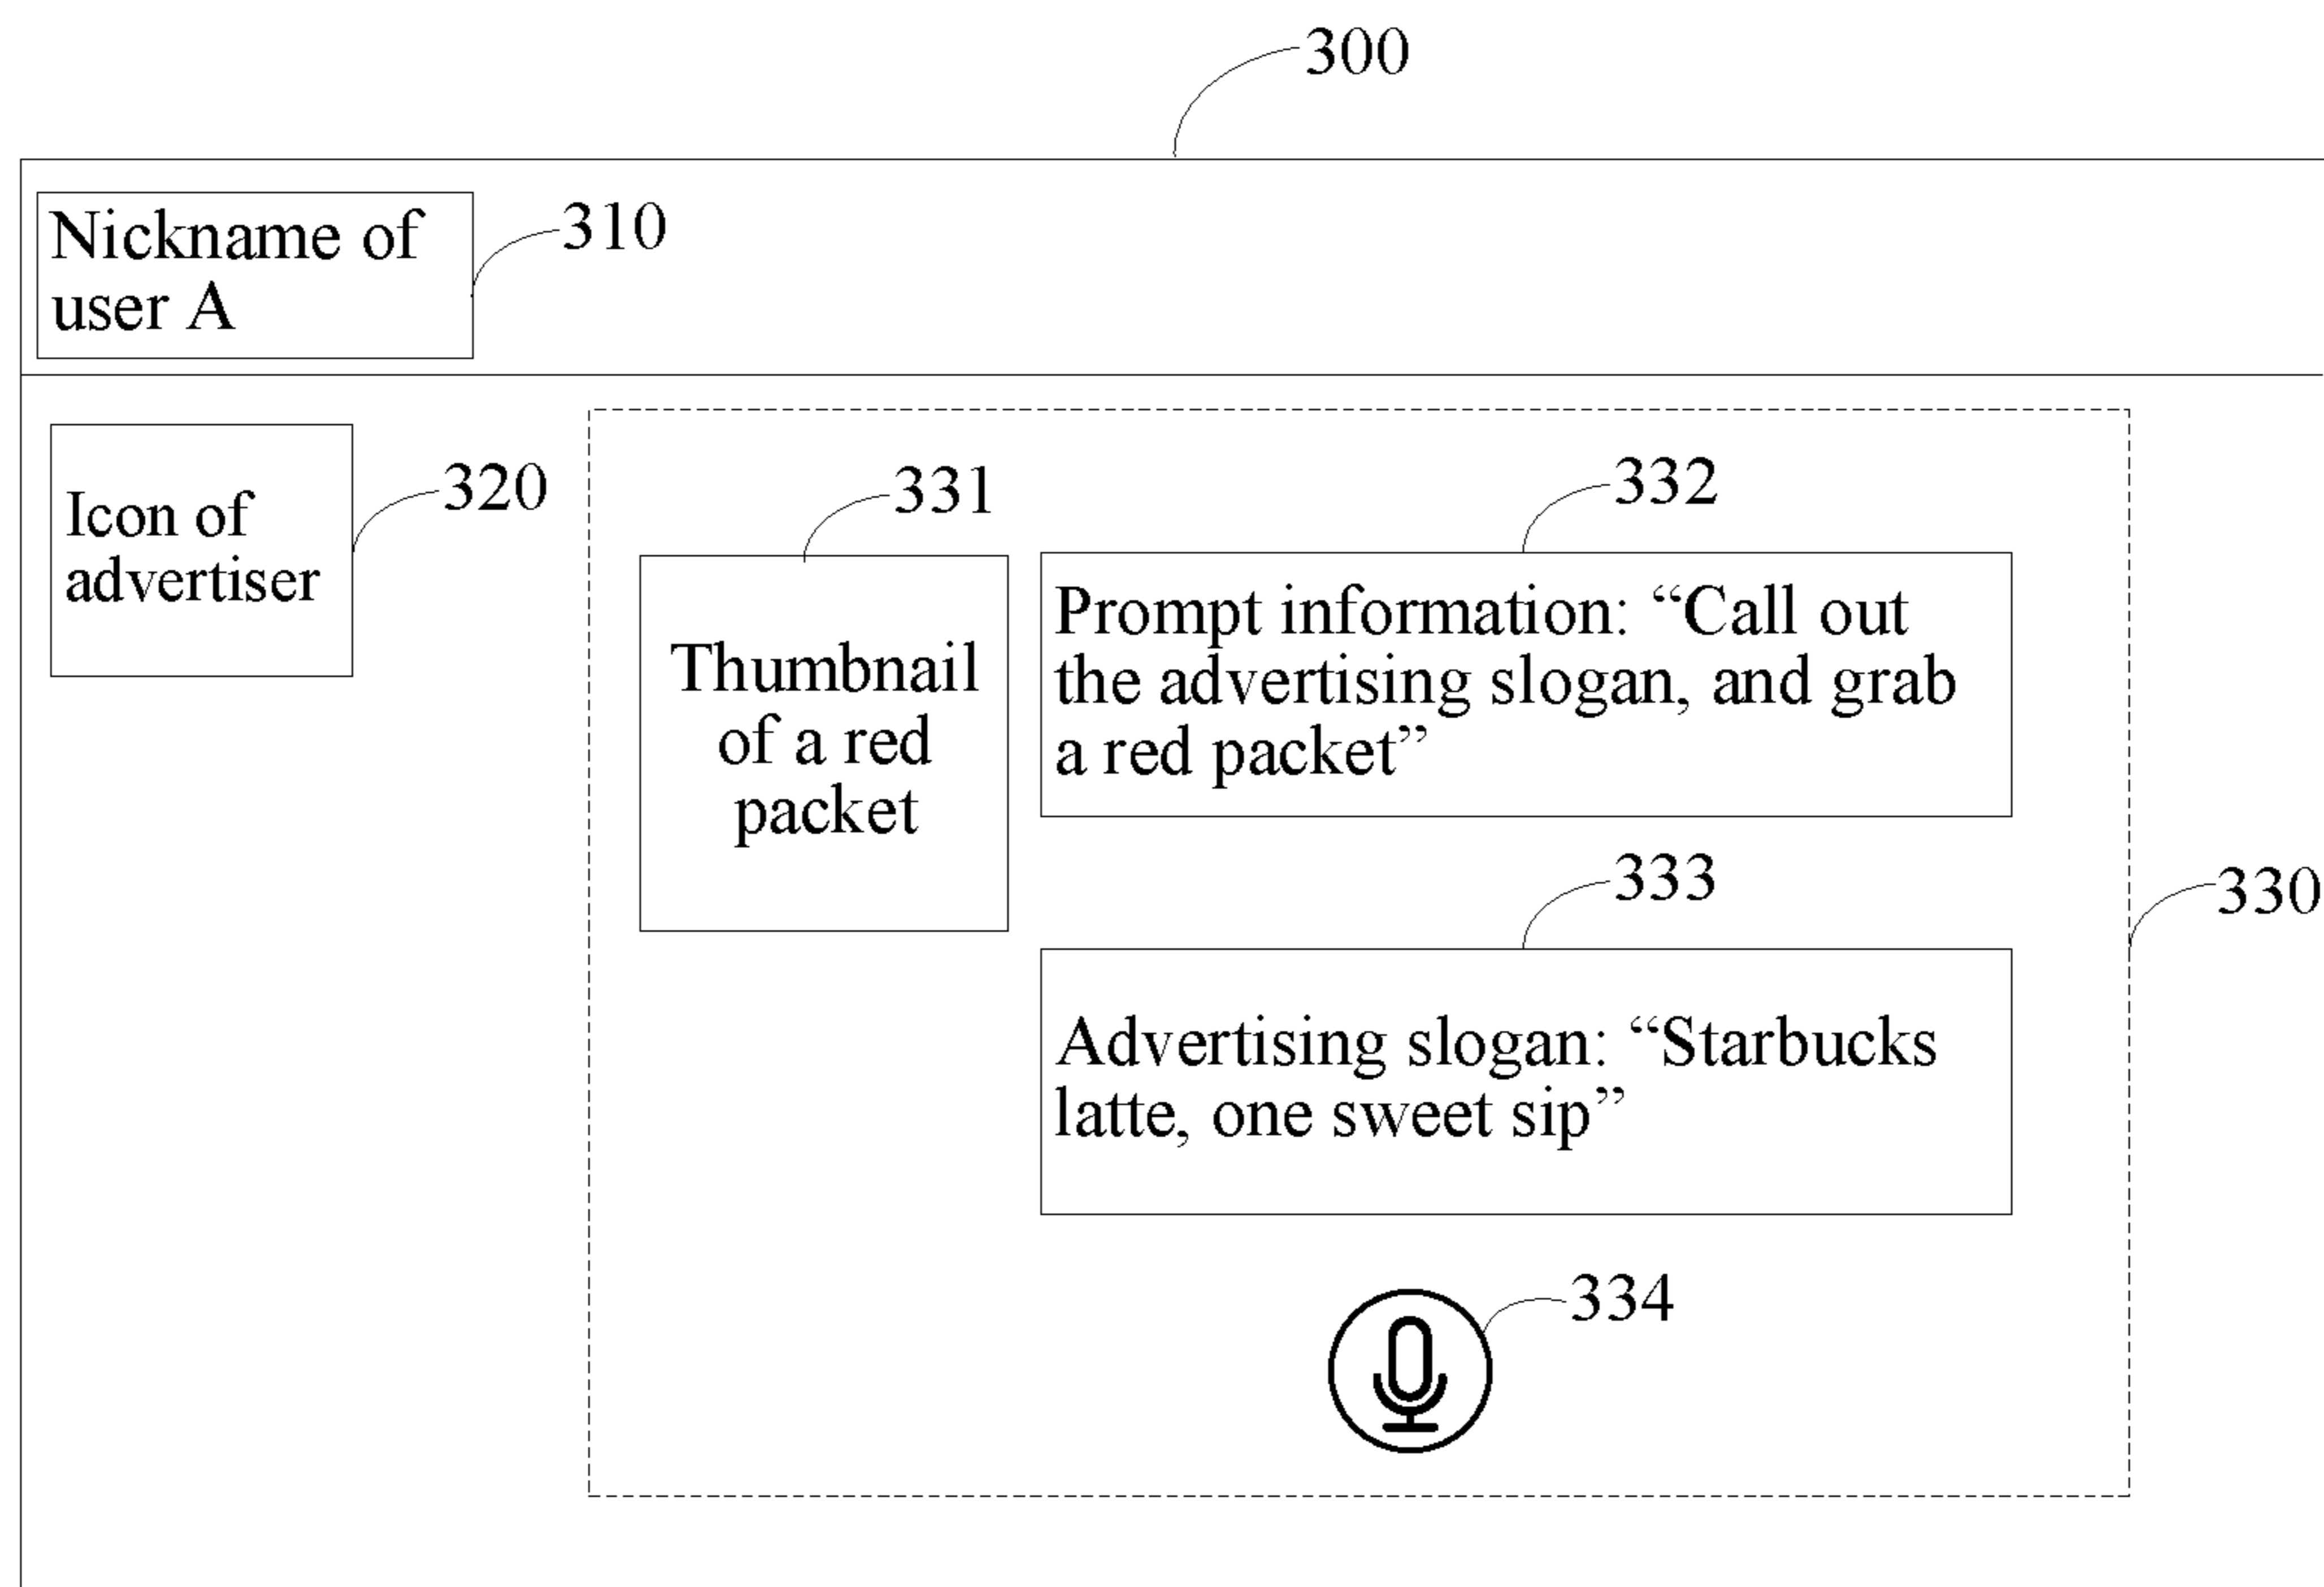 300
Nickname of
user A
310
Icon of
advertiser
320
331
Thumbnail
of a red
packet
332
Prompt information: “Call out
the advertising slogan, and grab
a red packet”
333
330
Advertising slogan: “Starbucks
latte, one sweet sip”
334